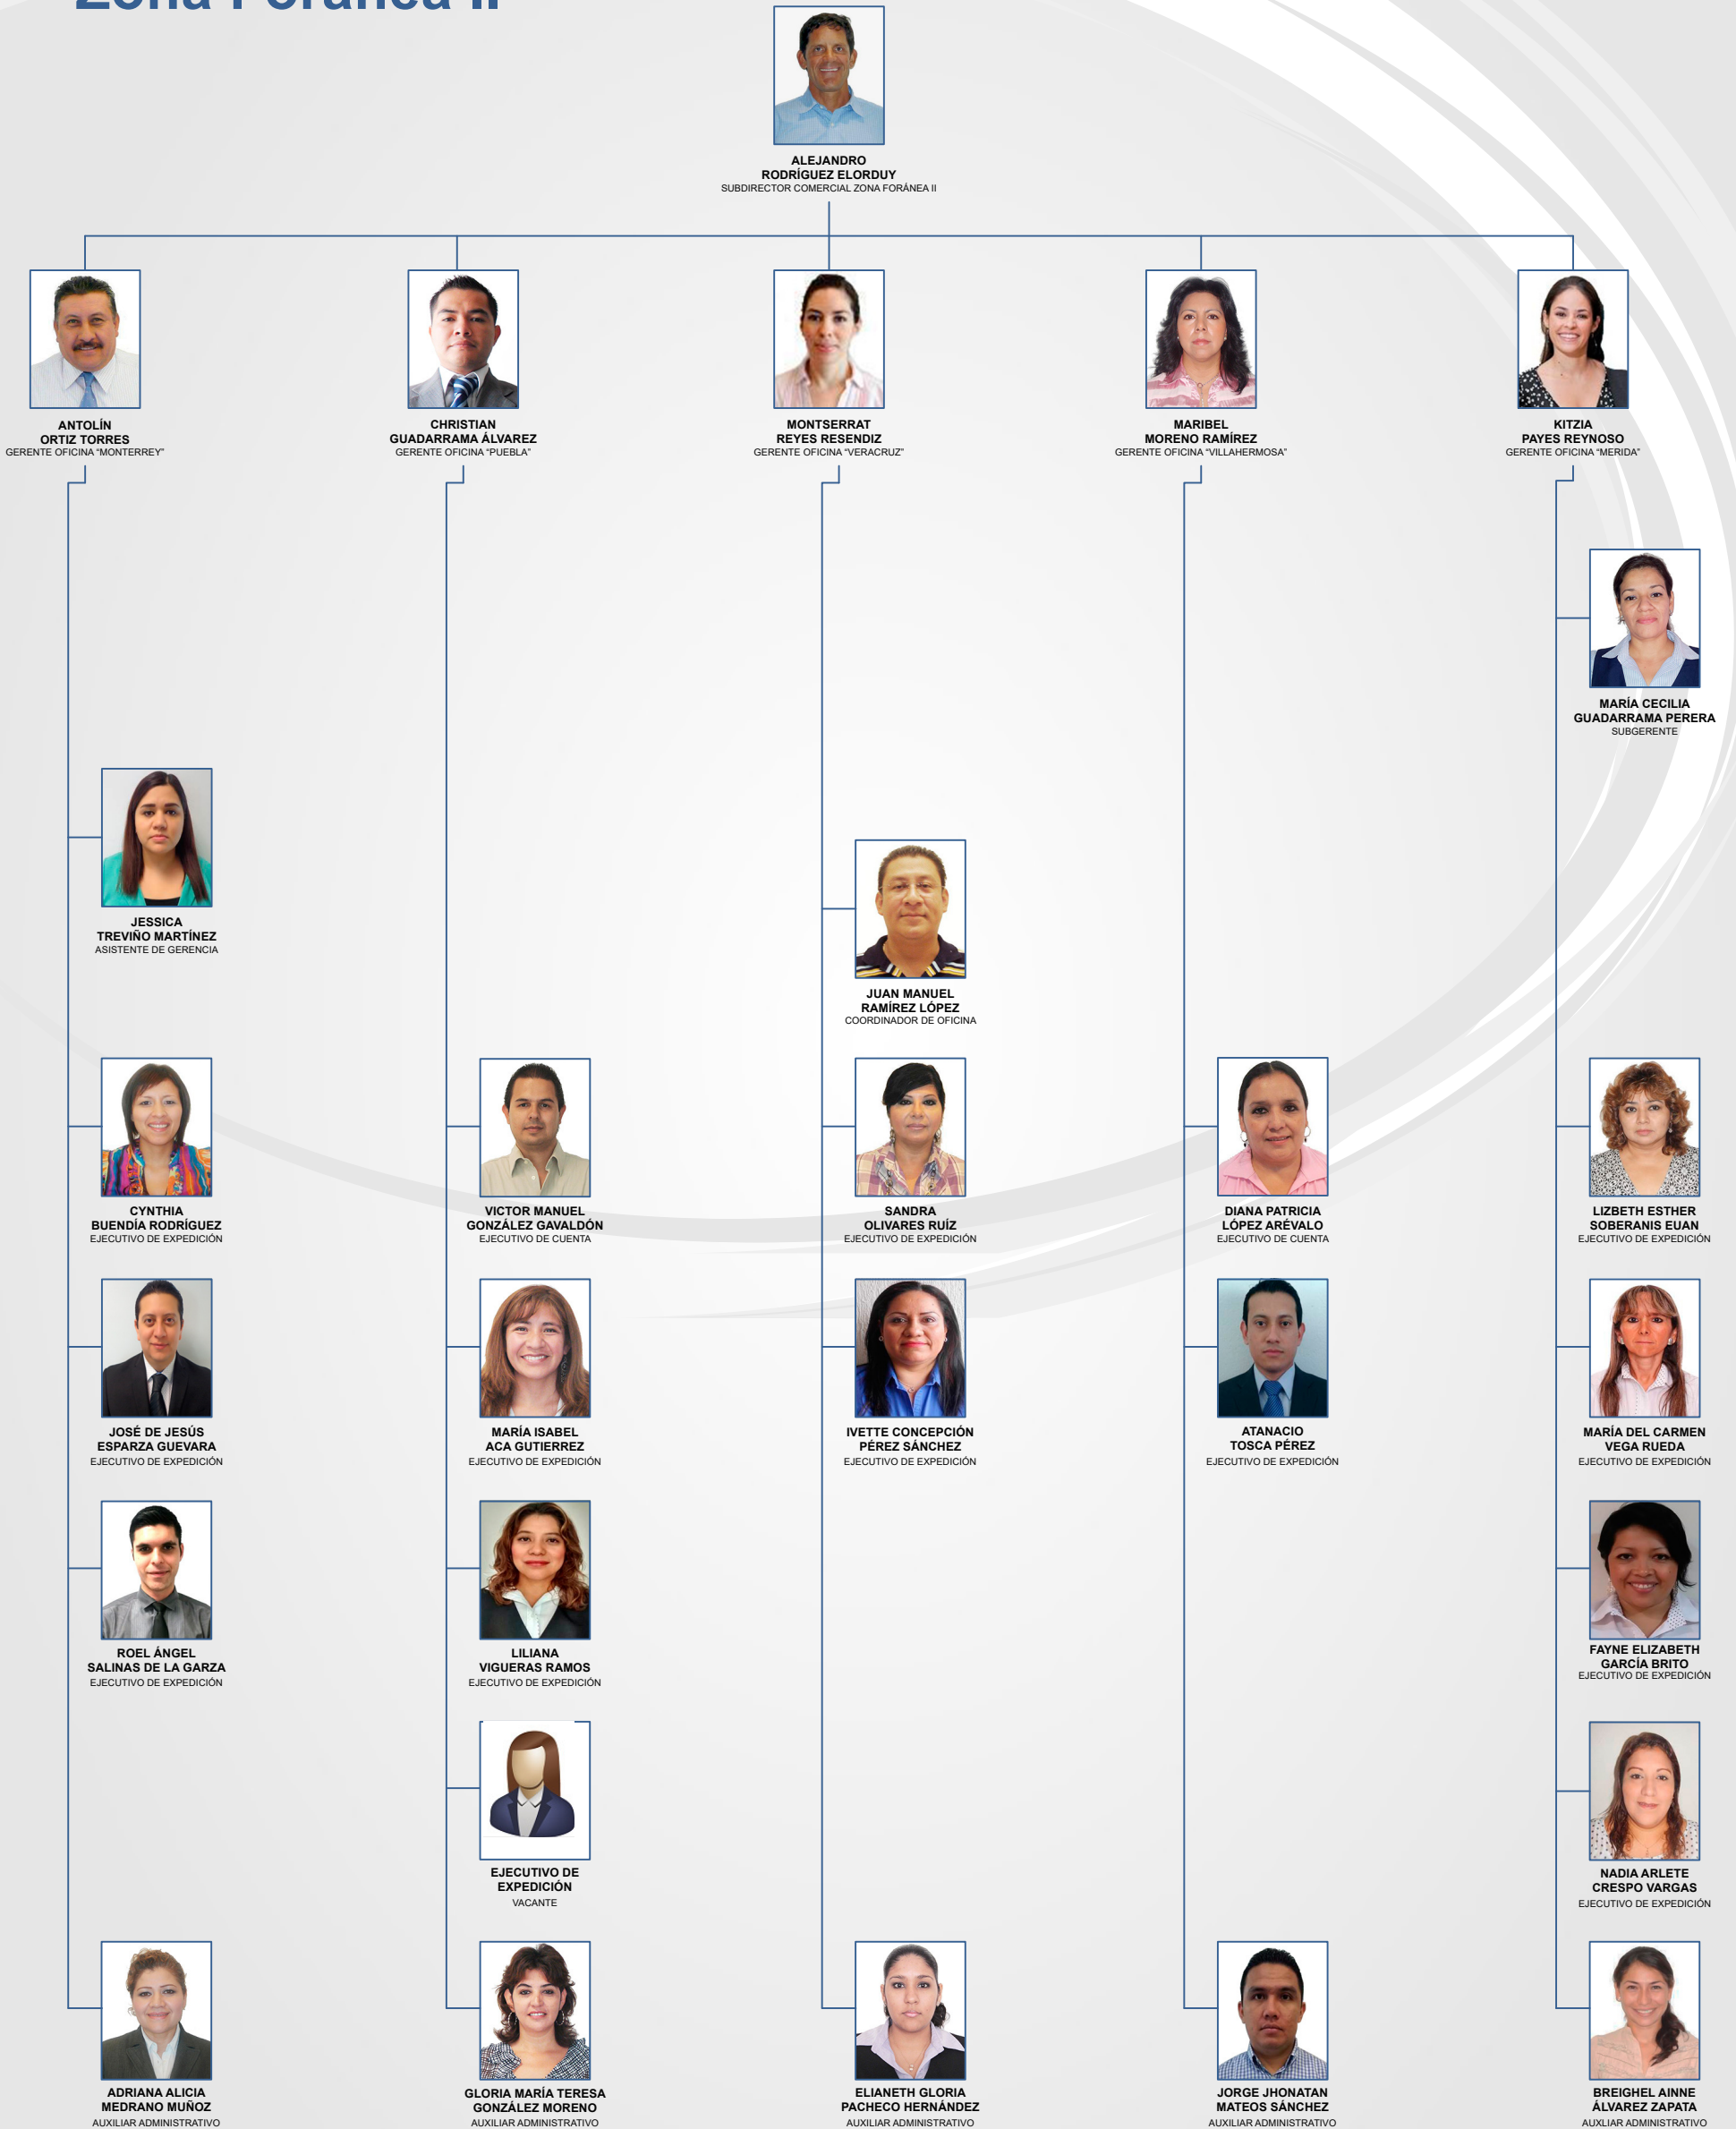 Zona Foránea II
ALEJANDRO
RODRÍGUEZ ELORDUY
SUBDIRECTOR COMERCIAL ZONA FORÁNEA II
ANTOLÍN
ORTIZ TORRES
GERENTE OFICINA “MONTERREY”
CHRISTIAN
GUADARRAMA ÁLVAREZ
GERENTE OFICINA “PUEBLA”
MONTSERRAT
REYES RESENDIZ
GERENTE OFICINA “VERACRUZ”
MARIBEL
MORENO RAMÍREZ
GERENTE OFICINA “VILLAHERMOSA”
KITZIA
PAYES REYNOSO
GERENTE OFICINA “MERIDA”
MARÍA CECILIA
GUADARRAMA PERERA
SUBGERENTE
JESSICA
TREVIÑO MARTÍNEZ
ASISTENTE DE GERENCIA
JUAN MANUEL
RAMÍREZ LÓPEZ
COORDINADOR DE OFICINA
CYNTHIA
BUENDÍA RODRÍGUEZ
EJECUTIVO DE EXPEDICIÓN
VICTOR MANUEL
GONZÁLEZ GAVALDÓN
EJECUTIVO DE CUENTA
SANDRA
OLIVARES RUÍZ
EJECUTIVO DE EXPEDICIÓN
DIANA PATRICIA
LÓPEZ ARÉVALO
EJECUTIVO DE CUENTA
LIZBETH ESTHER
SOBERANIS EUAN
EJECUTIVO DE EXPEDICIÓN
JOSÉ DE JESÚS
ESPARZA GUEVARA
EJECUTIVO DE EXPEDICIÓN
MARÍA ISABEL
ACA GUTIERREZ
EJECUTIVO DE EXPEDICIÓN
IVETTE CONCEPCIÓN
PÉREZ SÁNCHEZ
EJECUTIVO DE EXPEDICIÓN
ATANACIO
TOSCA PÉREZ
EJECUTIVO DE EXPEDICIÓN
MARÍA DEL CARMEN
VEGA RUEDA
EJECUTIVO DE EXPEDICIÓN
ROEL ÁNGEL
SALINAS DE LA GARZA
EJECUTIVO DE EXPEDICIÓN
LILIANA
VIGUERAS RAMOS
EJECUTIVO DE EXPEDICIÓN
FAYNE ELIZABETH
GARCÍA BRITO
EJECUTIVO DE EXPEDICIÓN
EJECUTIVO DE
EXPEDICIÓN
VACANTE
NADIA ARLETE
CRESPO VARGAS
EJECUTIVO DE EXPEDICIÓN
ADRIANA ALICIA
MEDRANO MUÑOZ
AUXILIAR ADMINISTRATIVO
GLORIA MARÍA TERESA
GONZÁLEZ MORENO
AUXILIAR ADMINISTRATIVO
ELIANETH GLORIA
PACHECO HERNÁNDEZ
AUXILIAR ADMINISTRATIVO
JORGE JHONATAN
MATEOS SÁNCHEZ
AUXILIAR ADMINISTRATIVO
BREIGHEL AINNE
ÁLVAREZ ZAPATA
AUXLIAR ADMINISTRATIVO